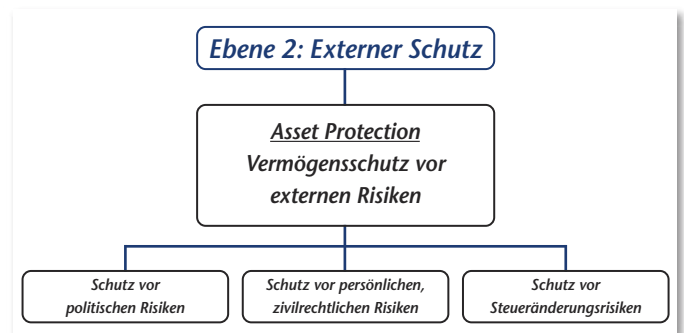 Ebene 2: Externer Schutz
Asset Protection
Vermögensschutz vor
externen Risiken
Schutz vor
politischen Risiken
Schutz vor persönlichen,
zivilrechtlichen Risiken
Schutz vor
Steueränderungsrisiken